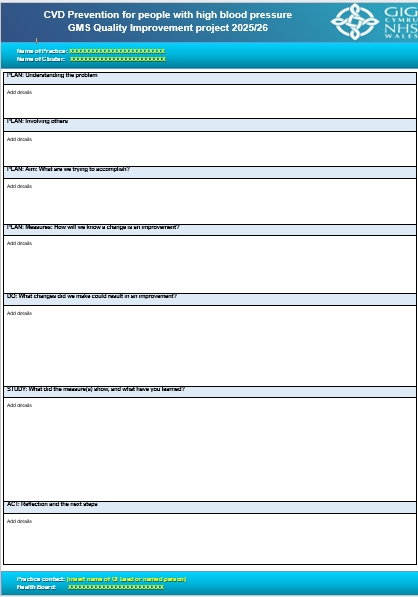 CVD Prevention for people with high blood pressure
GMS Quality Improvement project 2025/26
GIG
CYMRU
NHS
WALES
Name of Practice: XXXXXXXXXXXXXXXXXXXXXXXX
Name of Cluster: XXXXXXXXXXXXXXXXXXXXXXXX
PLAN: Understanding the problem
Add details
PLAN: Involving others
Add details
PLAN: Aim: What are we trying to accomplish?
Add details
PLAN: Measures: How will we know a change is an improvement?
Add details
DO: What changes did we make could result in an improvement?
Add details
STUDY: What did the measure(s) show, and what have you learned?
Add details
ACT: Reflection and the next steps
Add details
Practice contact: (insert name of QI Lead or named person)
Health Board: XXXXXXXXXXXXXXXXXXXXXXXX